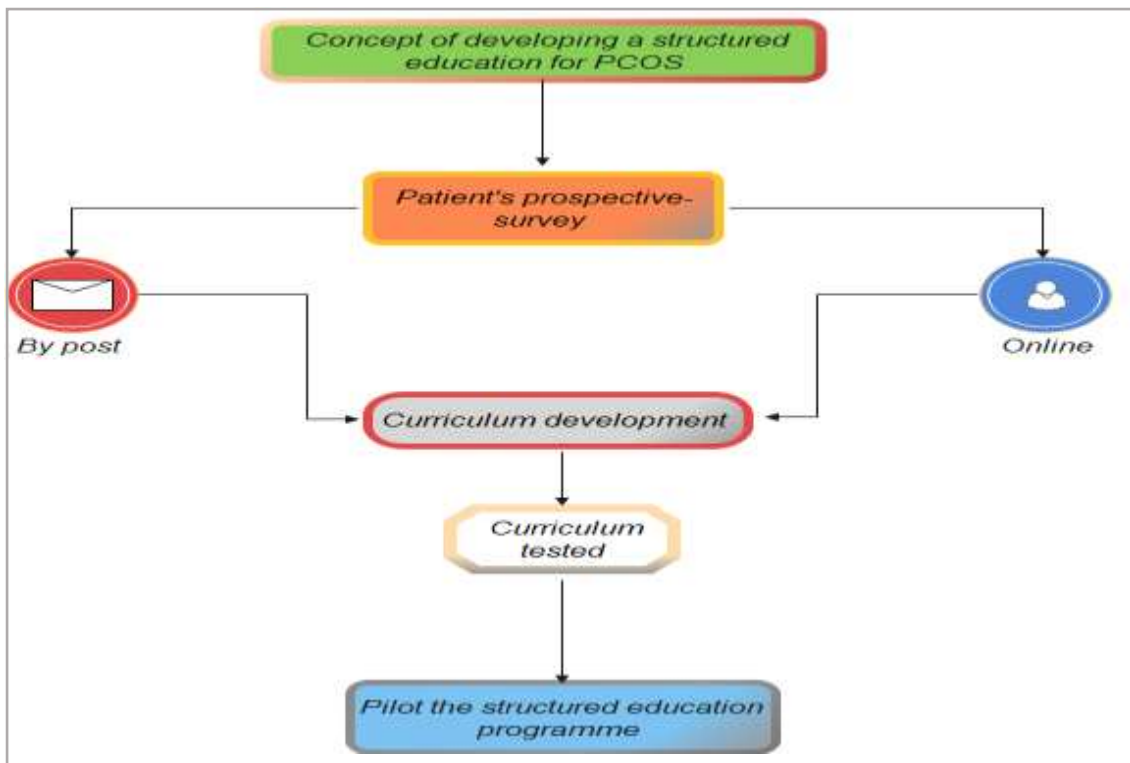 Concept of developing a structured
education for PCOS
Patient's prospective-
survey
By post
Online
Curriculum development
Curriculum
tested
Pilot the structured education
programme